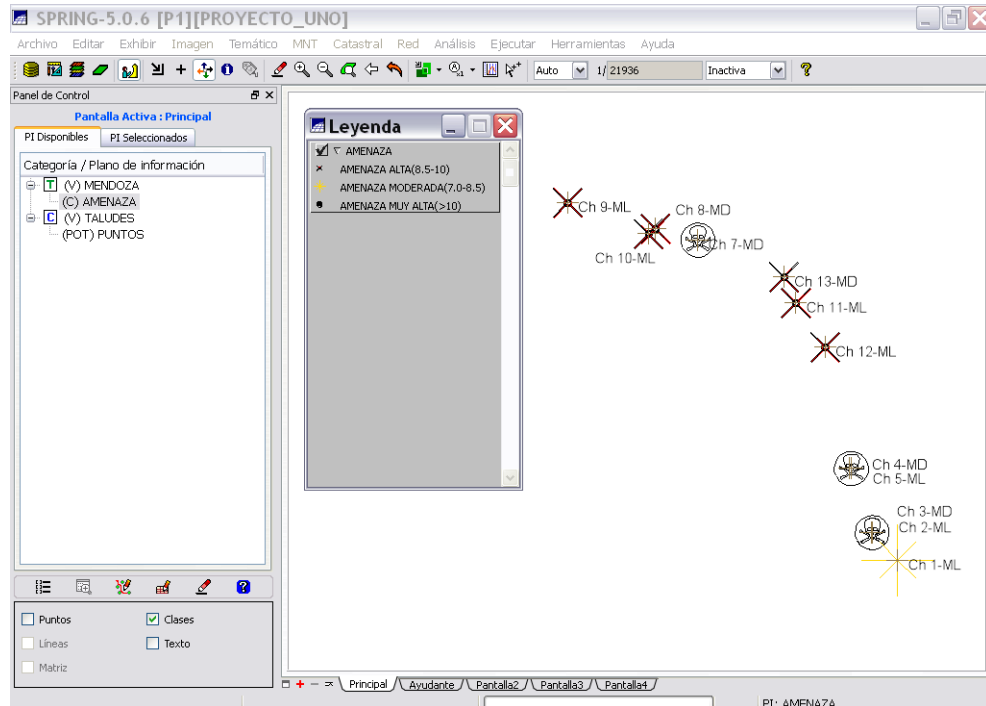 SPRING-5.0.6 [P1][PROYECTO_UNO]
Archivo Editar Exhibir Imagen Temático MNT Catastral Red Análisis Ejecutar Herramientas Ayuda
Auto 1/ 21936 Inactiva
Panel de Control
Pantalla Activa : Principal
PI Disponibles PI Seleccionados
Categoría / Plano de información
T (V) MENDOZA
(C) AMENAZA
C (V) TALUDES
(POT) PUNTOS
Puntos Clases
Líneas Texto
Matriz
Leyenda
AMENAZA
AMENAZA ALTA(8.5-10)
AMENAZA MODERADA(7.0-8.5)
AMENAZA MUY ALTA(>10)
Ch 9-ML
Ch 8-MD
Ch 7-MD
Ch 10-ML
Ch 13-MD
Ch 11-ML
Ch 12-ML
Ch 4-MD
Ch 5-ML
Ch 3-MD
Ch 2-ML
Ch 1-ML
Principal Ayudante Pantalla2 Pantalla3 Pantalla4
PI: AMENAZA